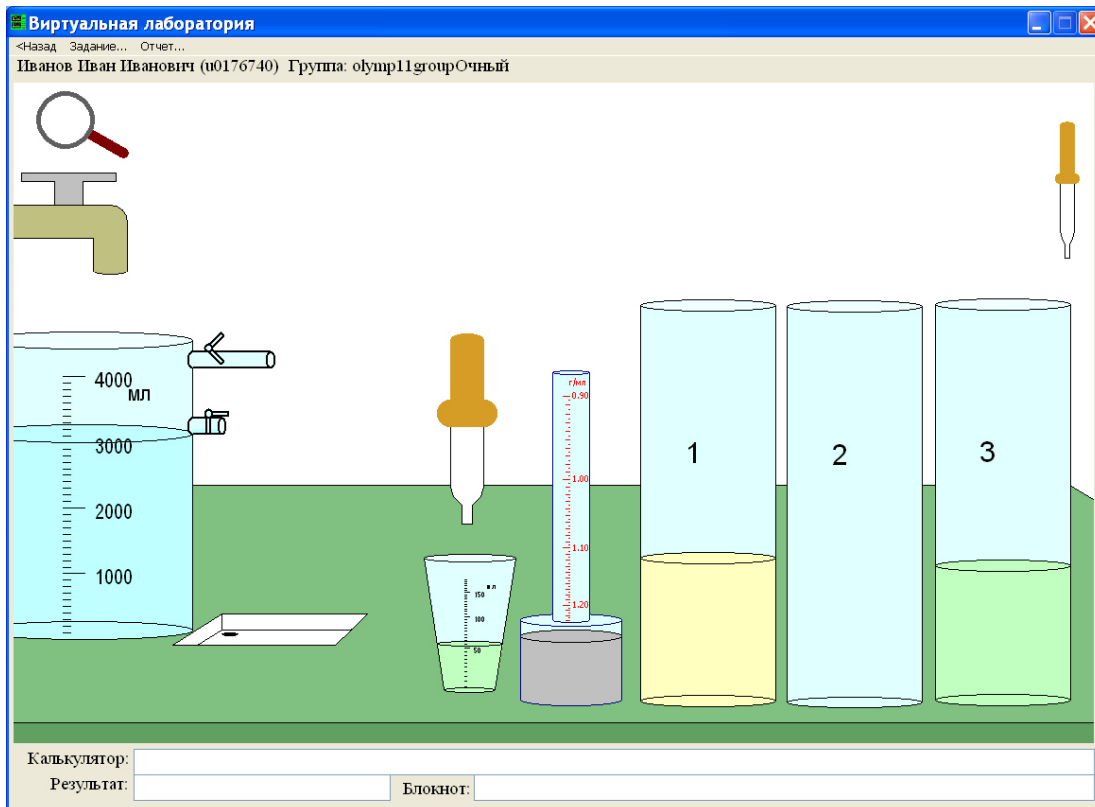 Виртуальная лаборатория
<Назад Задание... Отчет...
Иванов Иван Иванович (u0176740) Группа: olymp11groupОчный
4000
мл
3000
2000
1000
мл
150
100
50
г/мл
0.90
1.00
1.10
1.20
1
2
3
Калькулятор:
Результат:
Блокнот: